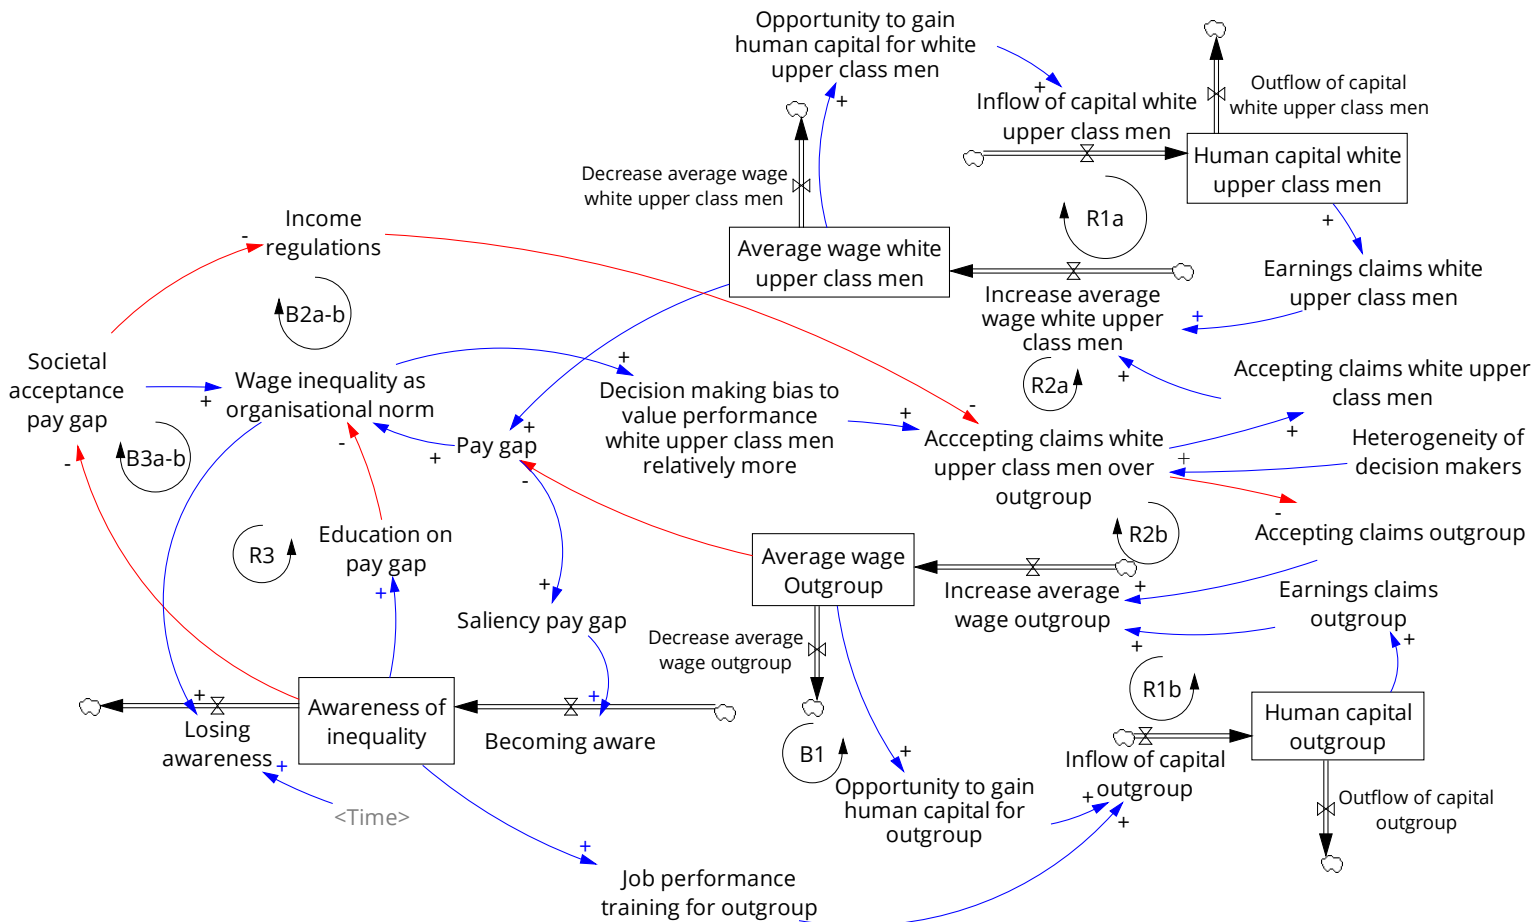 Opportunity to gain
human capital for white
upper class men
+
+
Inflow of capital white
upper class men
Outflow of capital
white upper class men
Human capital white
upper class men
+
Decrease average wage
white upper class men
R1a
Average wage white
upper class men
Earnings claims white
upper class men
+
Increase average
wage white upper
class men
+
R2a
Income
regulations
-
B2a-b
Societal
acceptance
pay gap
+
-
Wage inequality as
organisational norm
+
-
+
Pay gap
+
-
Decision making bias to
value performance
white upper class men
relatively more
+
-
Acccepting claims white
upper class men over
outgroup
Accepting claims white upper
class men
+
+
Heterogeneity of
decision makers
-
Accepting claims outgroup
B3a-b
R3
Education on
pay gap
+
+
Saliency pay gap
+
Average wage
Outgroup
R2b
Increase average
wage outgroup
+
+
Earnings claims
outgroup
+
Decrease average
wage outgroup
R1b
Human capital
outgroup
+
Losing
awareness
+
<Time>
Awareness of
inequality
Becoming aware
B1
+
Opportunity to gain
human capital for
outgroup
Inflow of capital
outgroup
+
+
Outflow of capital
outgroup
+
Job performance
training for outgroup